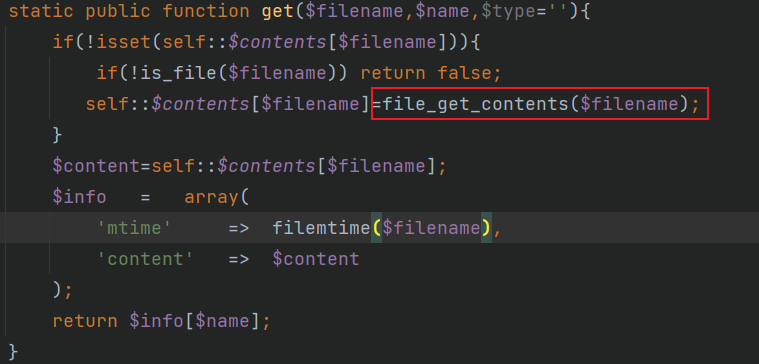 static public function get($filename,$name,$type=''){
if(!isset(self::$contents[$filename])){
if(!is_file($filename)) return false;
self::$contents[$filename]=file_get_contents($filename);
}
$content=self::$contents[$filename];
$info   =   array(
'mtime'     =>  filemtime($filename),
'content'   =>  $content
);
return $info[$name];
}